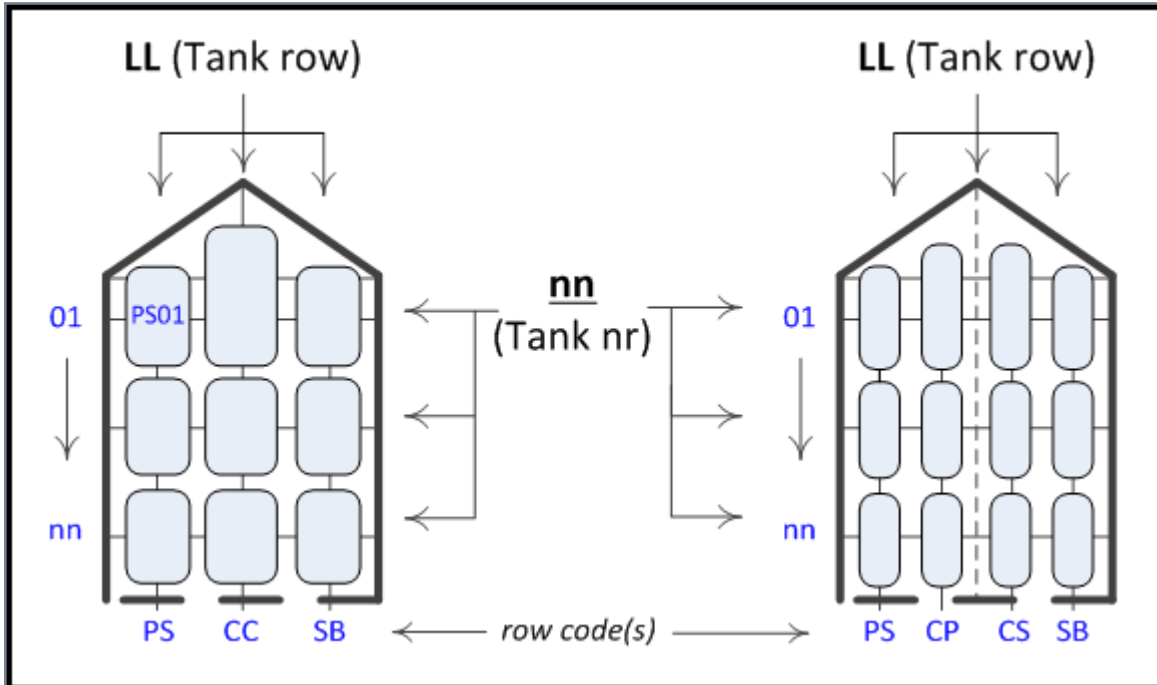 LL (Tank row)
LL (Tank row)
01
PS01
nn
(Tank nr)
01
nn
nn
PS CC SB
row code(s)
PS CP CS SB